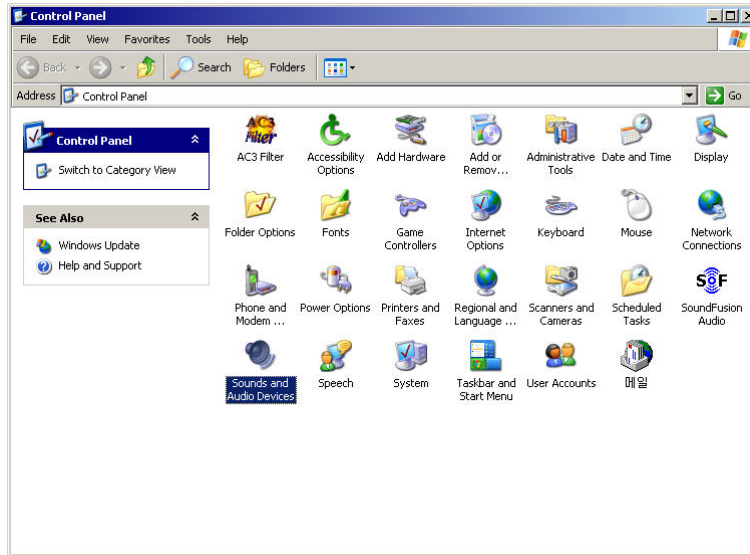 Control Panel
File Edit View Favorites Tools Help
Back Search Folders
Address Control Panel Go
Control Panel
Switch to Category View
See Also
Windows Update
Help and Support
AC3 Filter
AC3 Filter
Accessibility
Options
Add Hardware
Add or
Remov...
Administrative
Tools
Date and Time
Display
Folder Options
Fonts
Game
Controllers
Internet
Options
Keyboard
Mouse
Network
Connections
Phone and
Modem ...
Power Options
Printers and
Faxes
Regional and
Language ...
Scanners and
Cameras
Scheduled
Tasks
SF
SoundFusion
Audio
Sounds and
Audio Devices
Speech
System
Taskbar and
Start Menu
User Accounts
메일